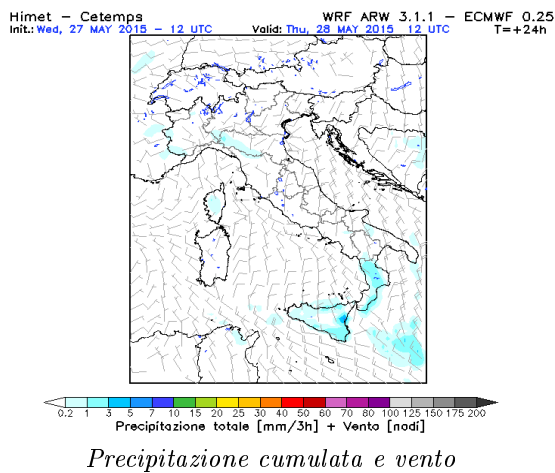 Himet – Cetemps WRF ARW 3.1.1 – ECMWF 0.25
Init.: Wed, 27 MAY 2015 – 12 UTC Valid: Thu, 28 MAY 2015 12 UTC T=+24h
0.2 1 3 5 7 10 15 20 25 30 40 50 60 70 80 100 125 150 175 200
Precipitazione totale [mm/3h] + Vento [nodi]
Precipitazione cumulata e vento